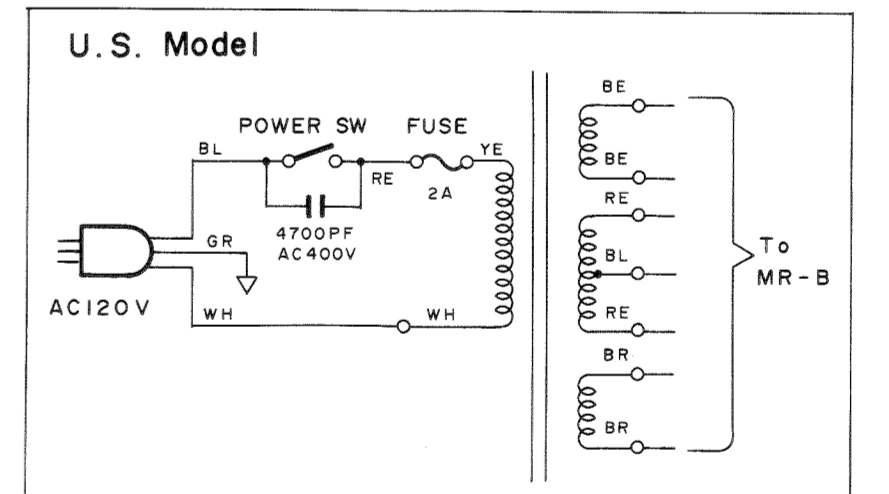 U.S. Model
POWER SW
FUSE
BL
RE
YE
2A
4700PF
AC400V
GR
AC120V
WH
WH
BE
BE
RE
BL
RE
BR
BR
To
MR-B